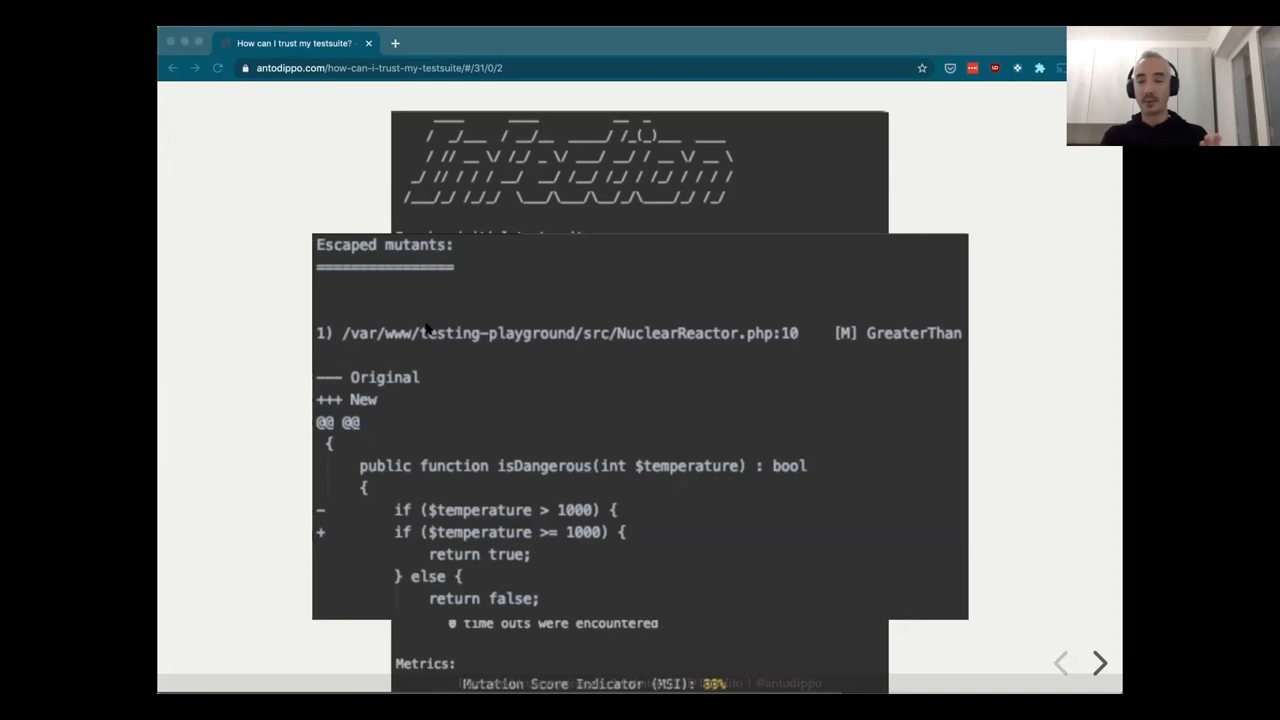 How can I trust my testsuite?
antodippo.com/how-can-i-trust-my-testsuite/#/31/0/2
Infection
Escaped mutants:
================
1) /var/www/testing-playground/src/NuclearReactor.php:10 [M] GreaterThan
--- Original
+++ New
@@ @@
{
public function isDangerous(int $temperature) : bool
{
- if ($temperature > 1000) {
+ if ($temperature >= 1000) {
return true;
} else {
return false;
0 time outs were encountered
Metrics:
Mutation Score Indicator (MSI):
| @antodippo